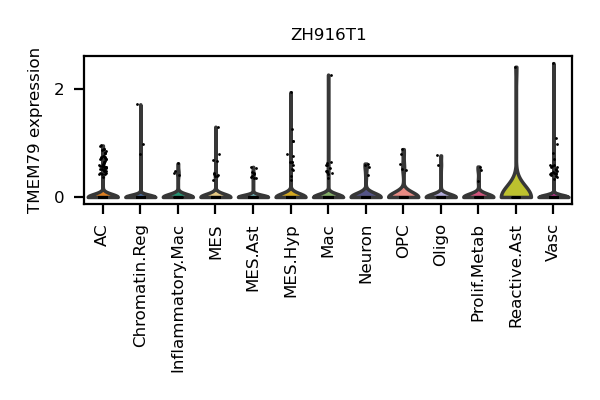 ZH916T1
TMEM79 expression
2
0
AC
Chromatin.Reg
Inflammatory.Mac
MES
MES.Ast
MES.Hyp
Mac
Neuron
OPC
Oligo
Prolif.Metab
Reactive.Ast
Vasc